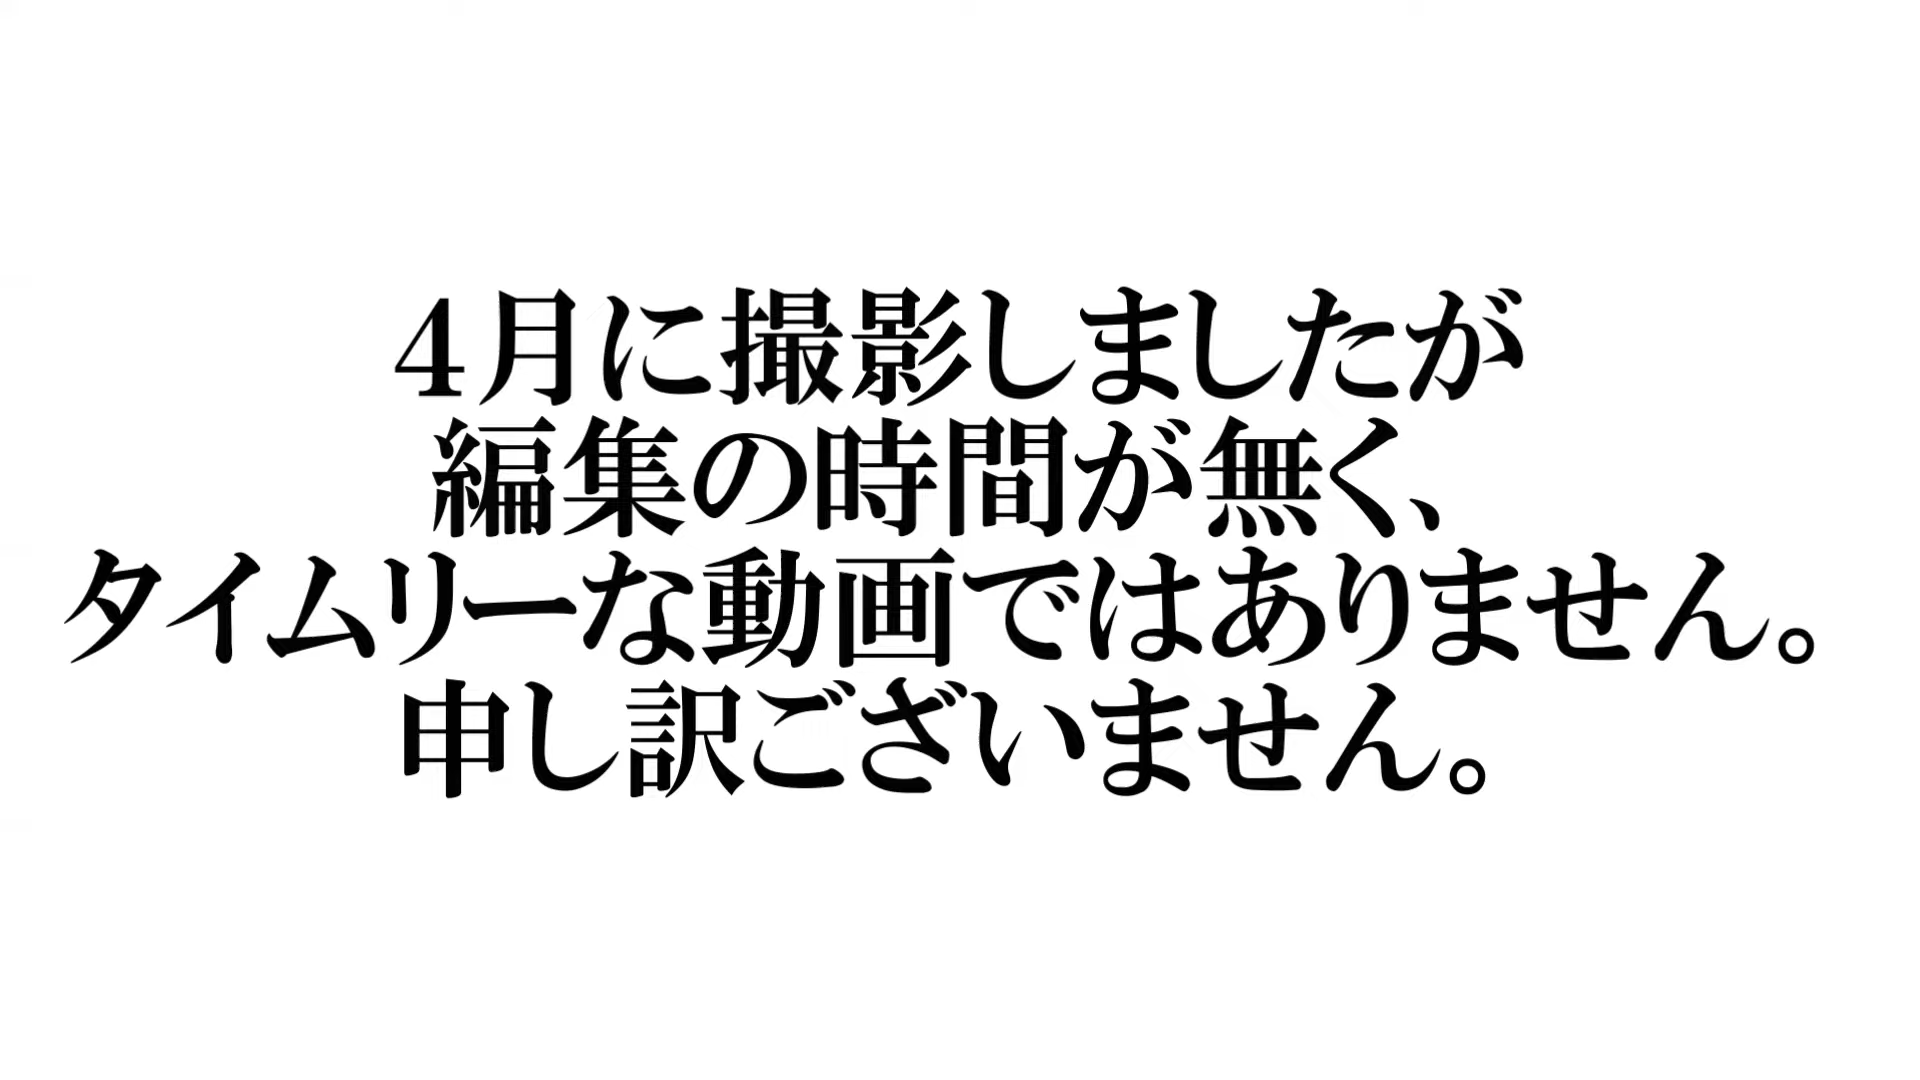 4月に撮影しましたが
編集の時間が無く、
タイムリーな動画ではありません。
申し訳ございません。